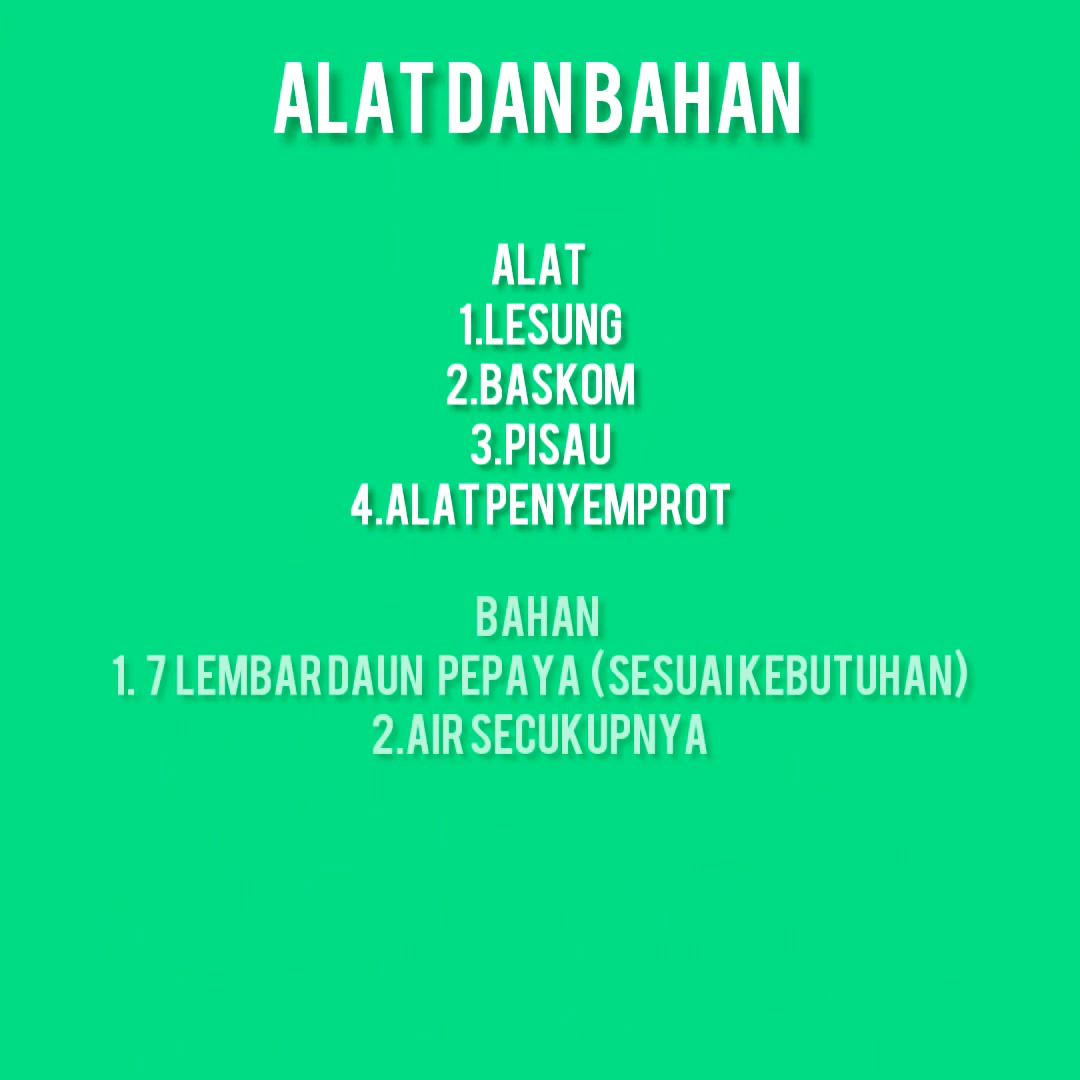 ALAT DAN BAHAN
ALAT
1.LESUNG
2.BASKOM
3.PISAU
4.ALAT PENYEMPROT
BAHAN
1. 7 LEMBAR DAUN PEPAYA (SESUAI KEBUTUHAN)
2.AIR SECUKUPNYA